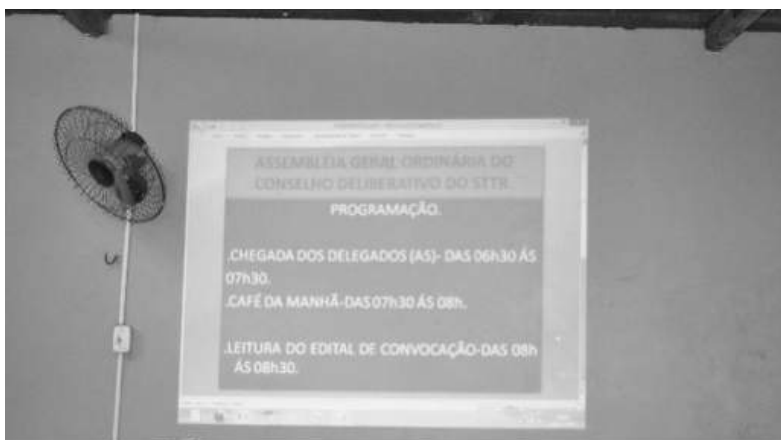 ASSEMBLEIA GERAL ORDINÁRIA DO
CONSELHO DELIBERATIVO DO STTR.
PROGRAMAÇÃO.
.CHEGADA DOS DELEGADOS (AS)- DAS 06h30 ÁS
07h30.
.CAFÉ DA MANHÃ-DAS 07h30 ÁS 08h.
.LEITURA DO EDITAL DE CONVOCAÇÃO-DAS 08h
ÁS 08h30.